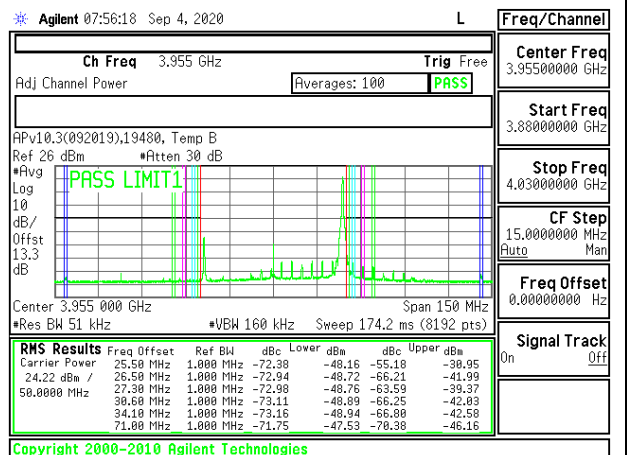 Agilent 07:56:18 Sep 4, 2020 L
Freq/Channel
Ch Freq 3.955 GHz Trig Free
Adj Channel Power Averages: 100 PASS
Center Freq
3.95500000 GHz
Start Freq
3.88000000 GHz
APv10.3(092019),19480, Temp B
Ref 26 dBm #Atten 30 dB
#Avg
Log
10
dB/
Offst
13.3
dB
PASS LIMIT1
Stop Freq
4.03000000 GHz
CF Step
15.0000000 MHz
Auto Man
Freq Offset
0.00000000 Hz
Center 3.955 000 GHz Span 150 MHz
#Res BW 51 kHz #VBW 160 kHz Sweep 174.2 ms (8192 pts)
Signal Track
On Off
RMS Results Freq Offset Ref BW dBc Lower dBm dBc Upper dBm
Carrier Power 25.50 MHz 1.000 MHz -72.38 -48.16 -55.18 -30.95
24.22 dBm / 26.50 MHz 1.000 MHz -72.94 -48.72 -66.21 -41.99
50.0000 MHz 27.30 MHz 1.000 MHz -72.98 -48.76 -63.59 -39.37
30.60 MHz 1.000 MHz -73.11 -48.89 -66.25 -42.03
34.10 MHz 1.000 MHz -73.16 -48.94 -66.80 -42.58
71.00 MHz 1.000 MHz -71.75 -47.53 -70.38 -46.16
Copyright 2000-2010 Agilent Technologies